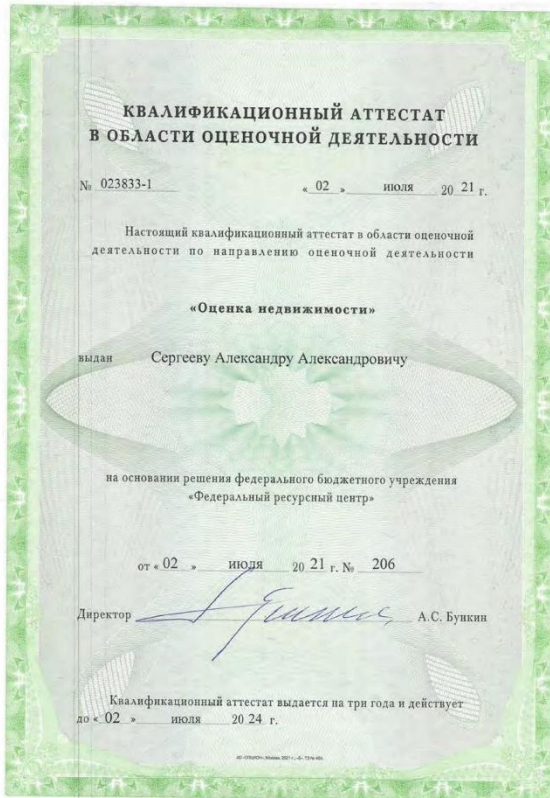 КВАЛИФИКАЦИОННЫЙ АТТЕСТАТ
В ОБЛАСТИ ОЦЕНОЧНОЙ ДЕЯТЕЛЬНОСТИ
№ 023833-1 « 02 » июля 20 21 г.
Настоящий квалификационный аттестат в области оценочной
деятельности по направлению оценочной деятельности
«Оценка недвижимости»
выдан Сергееву Александру Александровичу
на основании решения федерального бюджетного учреждения
«Федеральный ресурсный центр»
от « 02 » июля 20 21 г. № 206
Директор А.С. Бункин
Квалификационный аттестат выдается на три года и действует
до « 02 » июля 20 24 г.